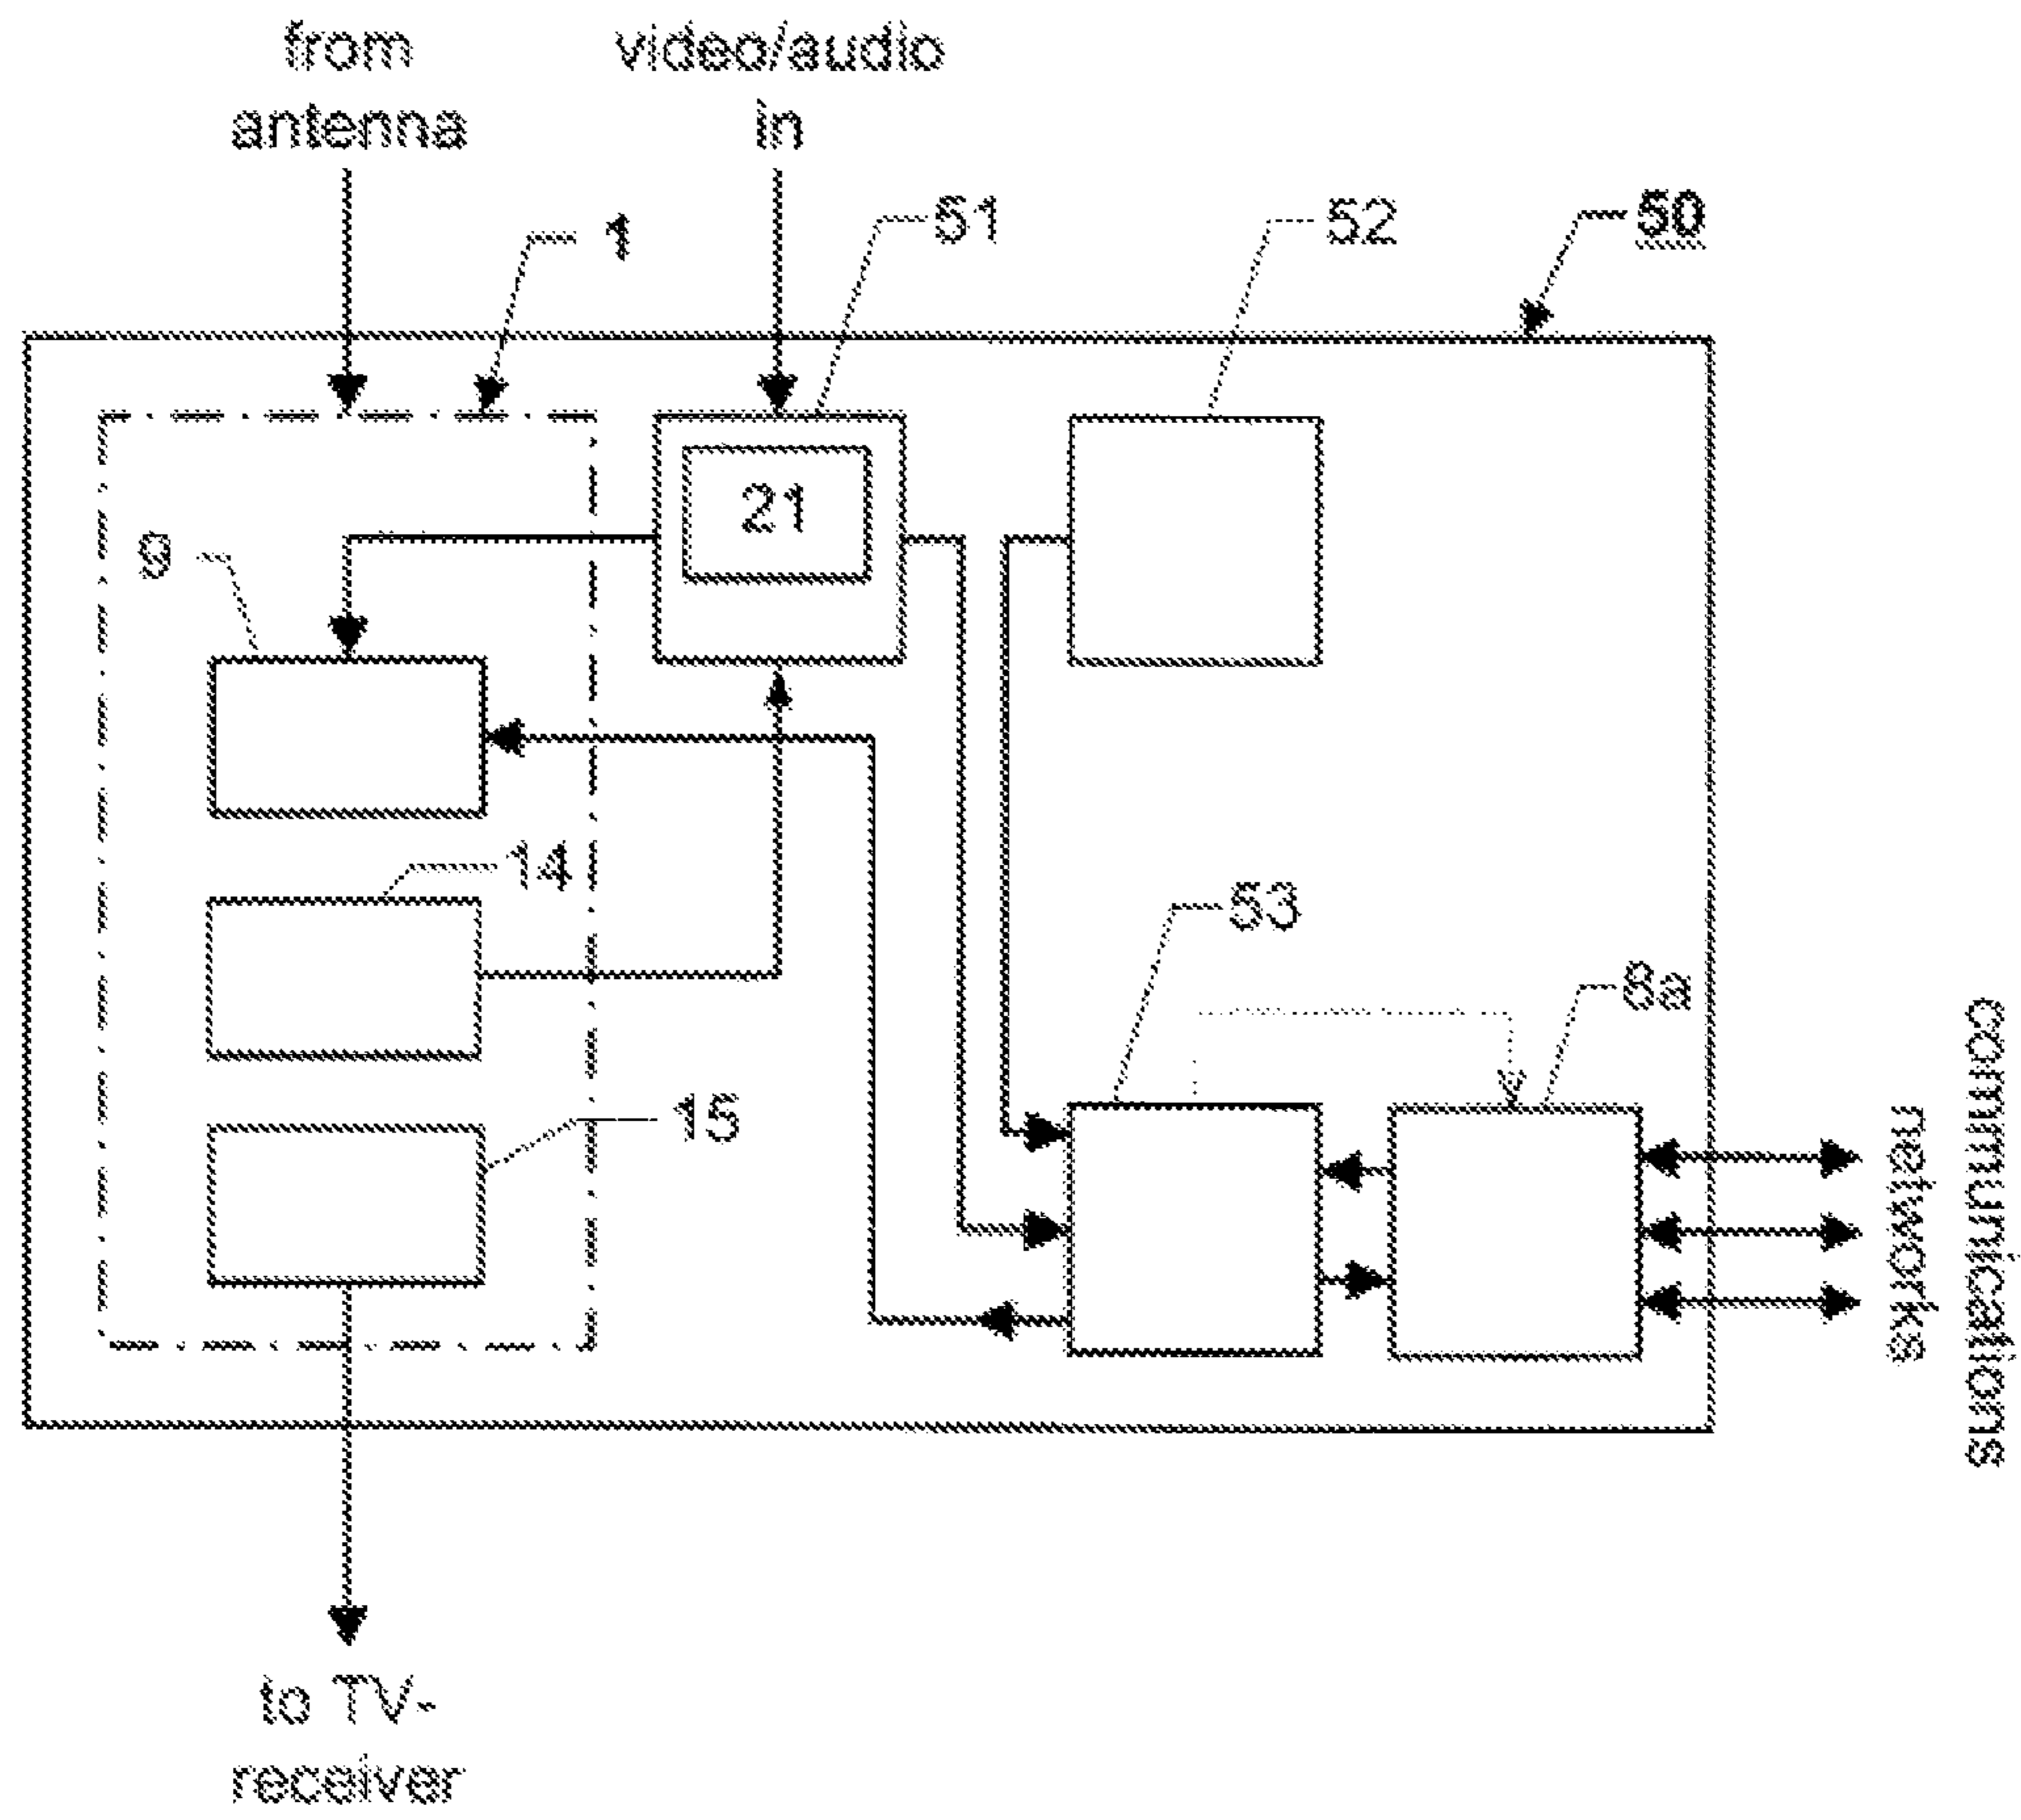 from
antenna
video/audio
in
1
51
52
50
21
9
14
53
8a
15
communications
networks
to TV-
receiver